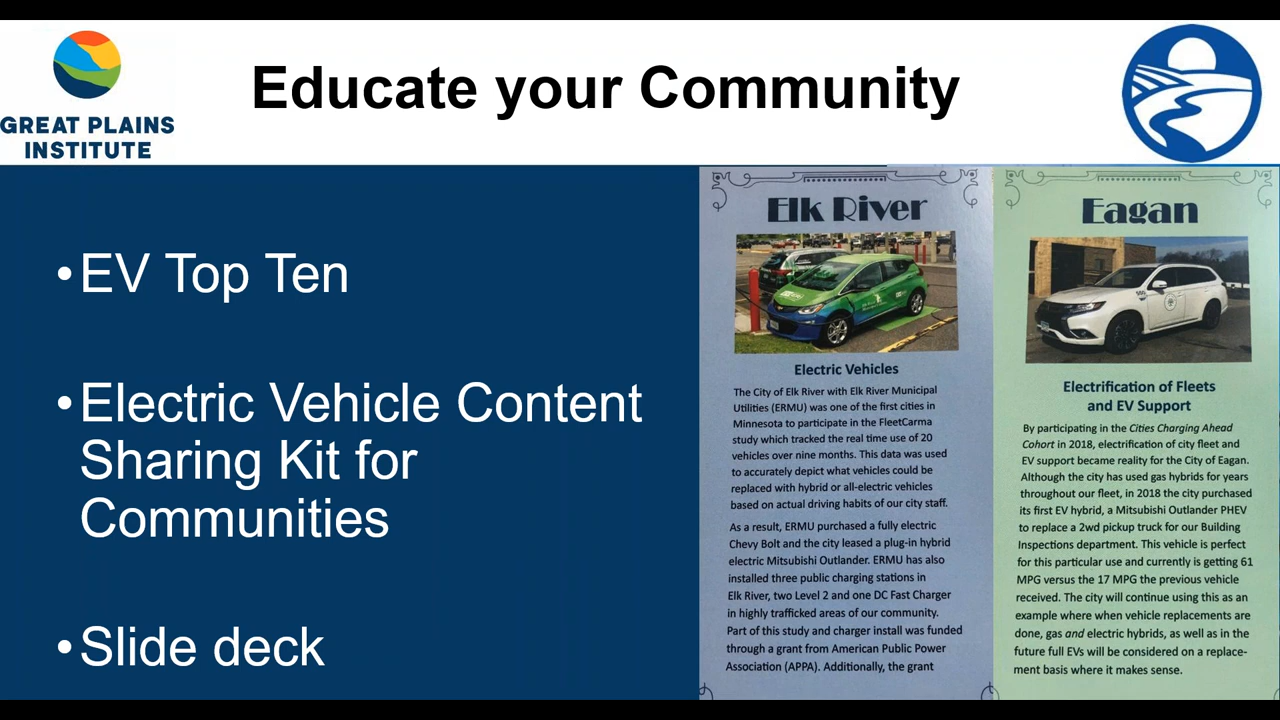 GREAT PLAINS
INSTITUTE
Educate your Community
•EV Top Ten
•Electric Vehicle Content
Sharing Kit for
Communities
•Slide deck
Elk River
Electric Vehicles
The City of Elk River with Elk River Municipal
Utilities (ERMU) was one of the first cities in
Minnesota to participate in the FleetCarma
study which tracked the real time use of 20
vehicles over nine months. This data was used
to accurately depict what vehicles could be
replaced with hybrid or all-electric vehicles
based on actual driving habits of our city staff.
As a result, ERMU purchased a fully electric
Chevy Bolt and the city leased a plug-in hybrid
electric Mitsubishi Outlander. ERMU has also
installed three public charging stations in
Elk River, two Level 2 and one DC Fast Charger
in highly trafficked areas of our community.
Part of this study and charger install was funded
through a grant from American Public Power
Association (APPA). Additionally, the grant
Eagan
Electrification of Fleets
and EV Support
By participating in the Cities Charging Ahead
Cohort in 2018, electrification of city fleet and
EV support became reality for the City of Eagan.
Although the city has used gas hybrids for years
throughout our fleet, in 2018 the city purchased
its first EV hybrid, a Mitsubishi Outlander PHEV
to replace a 2wd pickup truck for our Building
Inspections department. This vehicle is perfect
for this particular use and currently is getting 61
MPG versus the 17 MPG the previous vehicle
received. The city will continue using this as an
example where when vehicle replacements are
done, gas and electric hybrids, as well as in the
future full EVs will be considered on a replace-
ment basis where it makes sense.